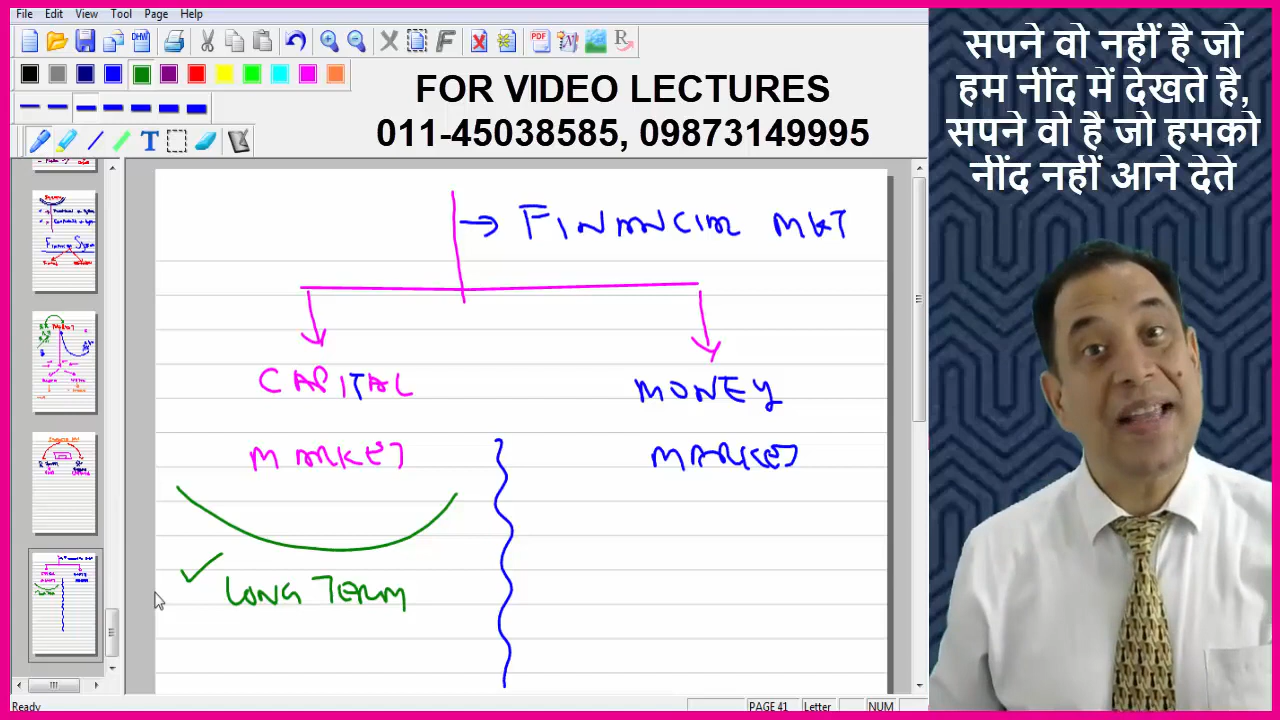 File Edit View Tool Page Help
FOR VIDEO LECTURES
011-45038585, 09873149995
सपने वो नहीं है जो
हम नींद में देखते है,
सपने वो है जो हमको
नींद नहीं आने देते
→ FINANCIAL MKT
CAPITAL
MARKET
MONEY
MARKET
✓ LONG TERM
Ready PAGE 41 Letter NUM